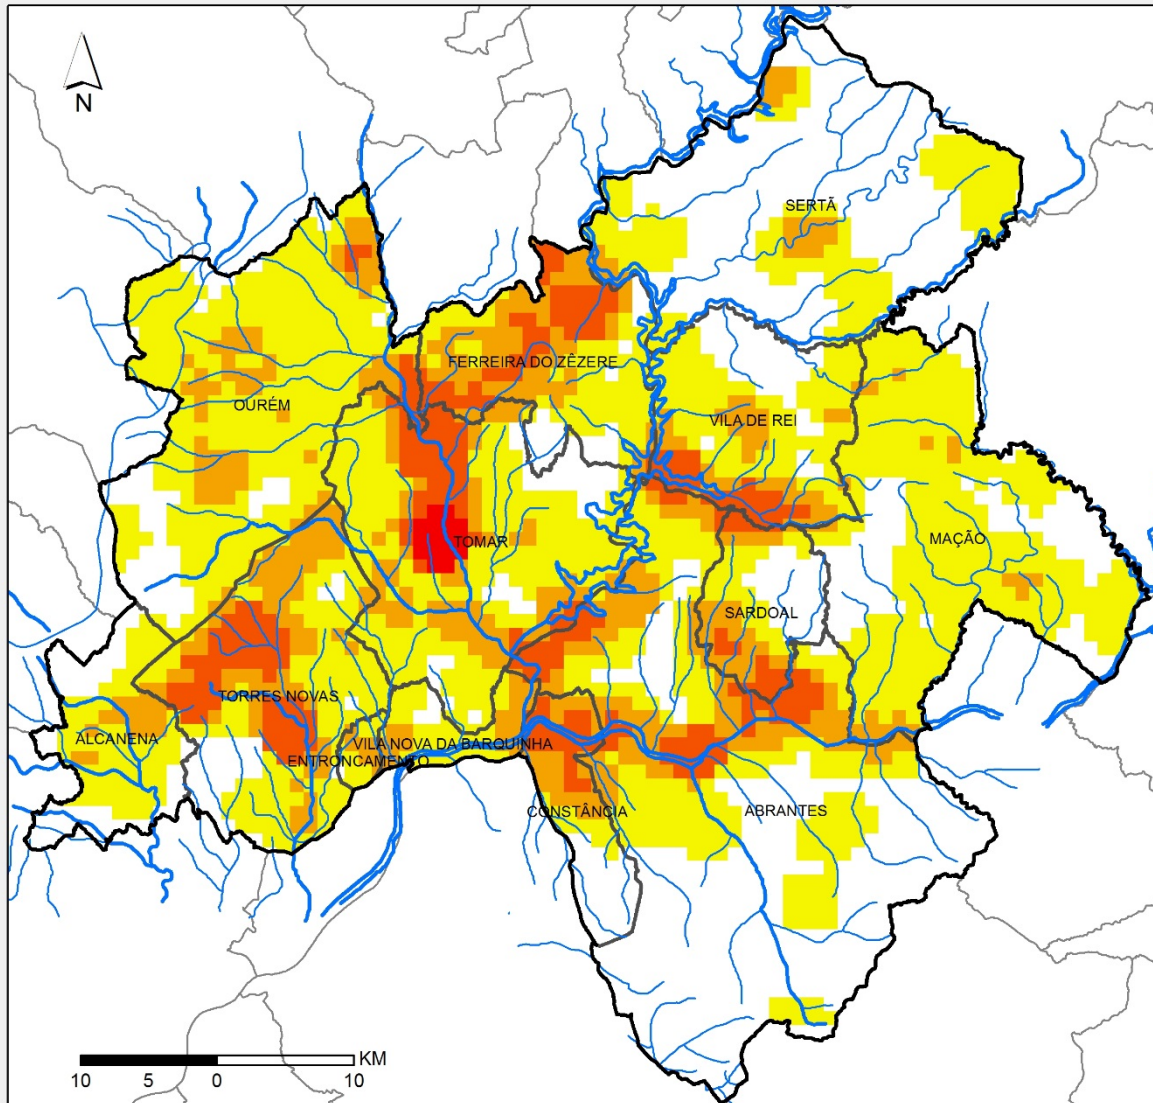 N
SERTÃ
FERREIRA DO ZÊZERE
OURÉM
VILA DE REI
TOMAR
MAÇÃO
SARDOAL
TORRES NOVAS
ALCANENA
VILA NOVA DA BARQUINHA
ENTRONCAMENTO
CONSTÂNCIA
ABRANTES
KM
10 5 0 10